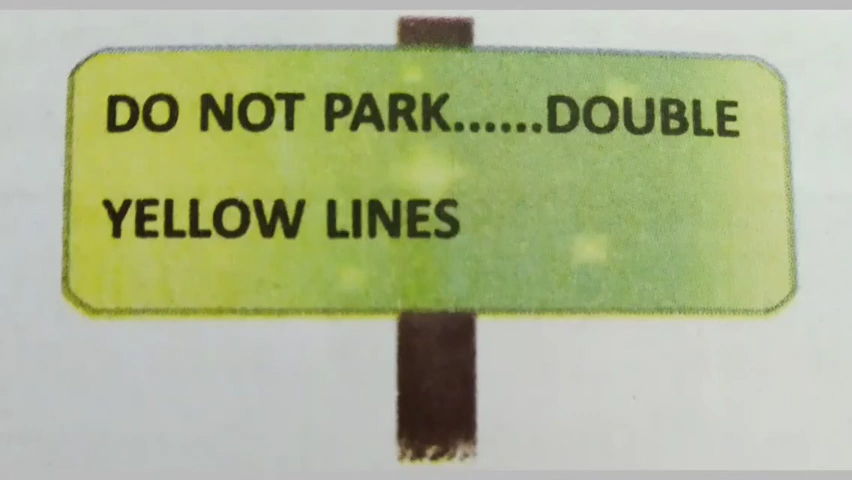 DO NOT PARK......DOUBLE
YELLOW LINES